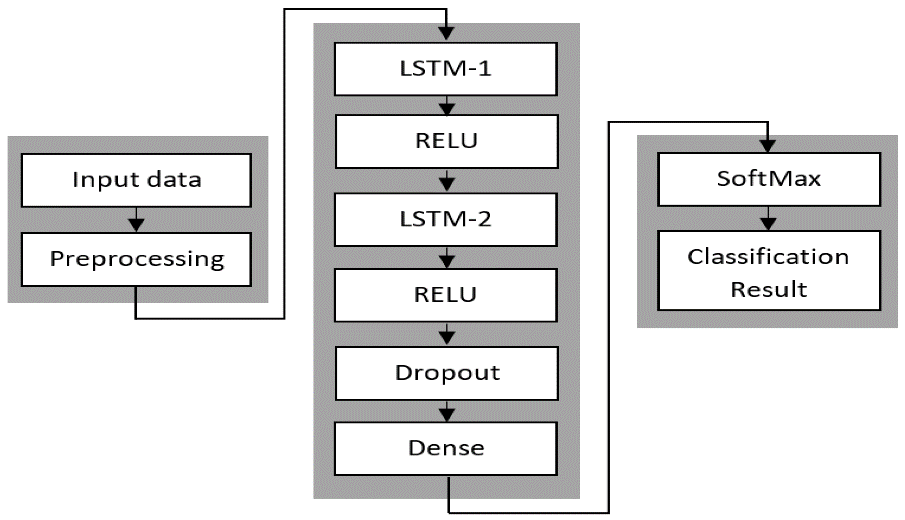 Input data
Preprocessing
LSTM-1
RELU
LSTM-2
RELU
Dropout
Dense
SoftMax
Classification
Result